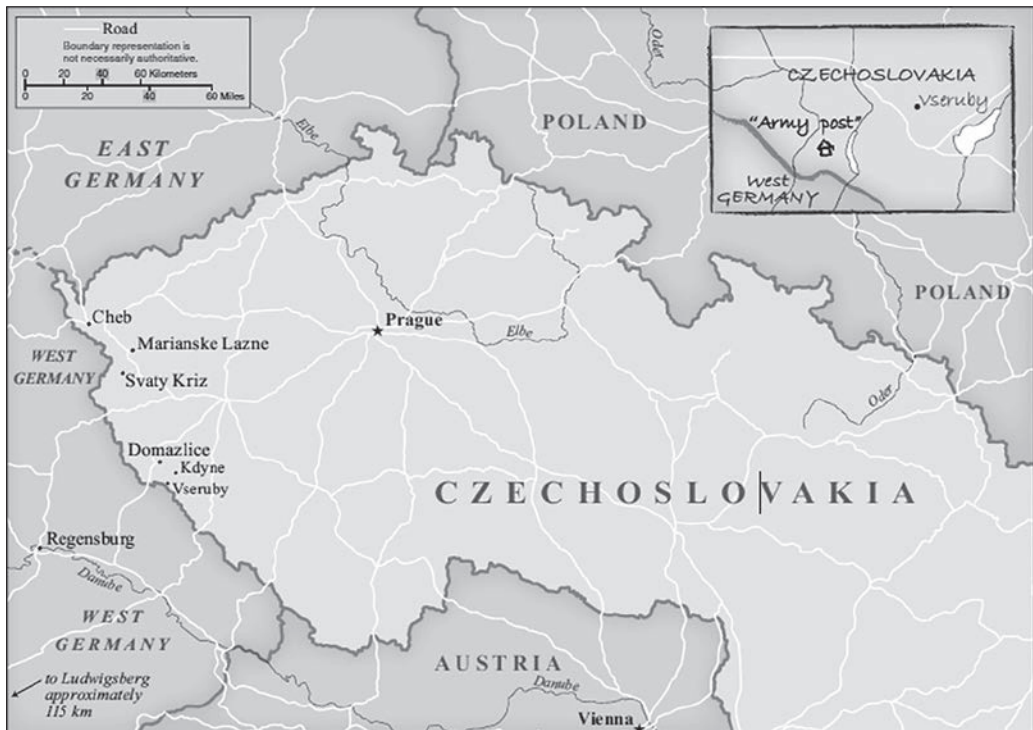 Road
Boundary representation is
not necessarily authoritative.
0 20 40 60 Kilometers
0 20 40 60 Miles
Elbe
Oder
POLAND
EAST
GERMANY
CZECHOSLOVAKIA
Vseruby
"Army post"
West
GERMANY
POLAND
Cheb
Prague
Elbe
Marianske Lazne
WEST
GERMANY
Svaty Kriz
Oder
Domazlice
Kdyne
Vseruby
CZECHOSLOVAKIA
Regensburg
Danube
WEST
GERMANY
AUSTRIA
to Ludwigsberg
approximately
115 km
Danube
Vienna